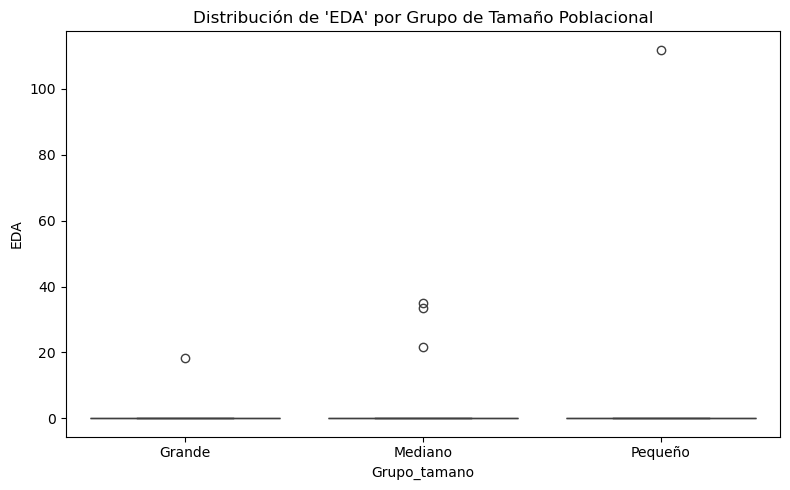 Distribución de 'EDA' por Grupo de Tamaño Poblacional
EDA
100
80
60
40
20
0
Grande Mediano Pequeño
Grupo_tamano